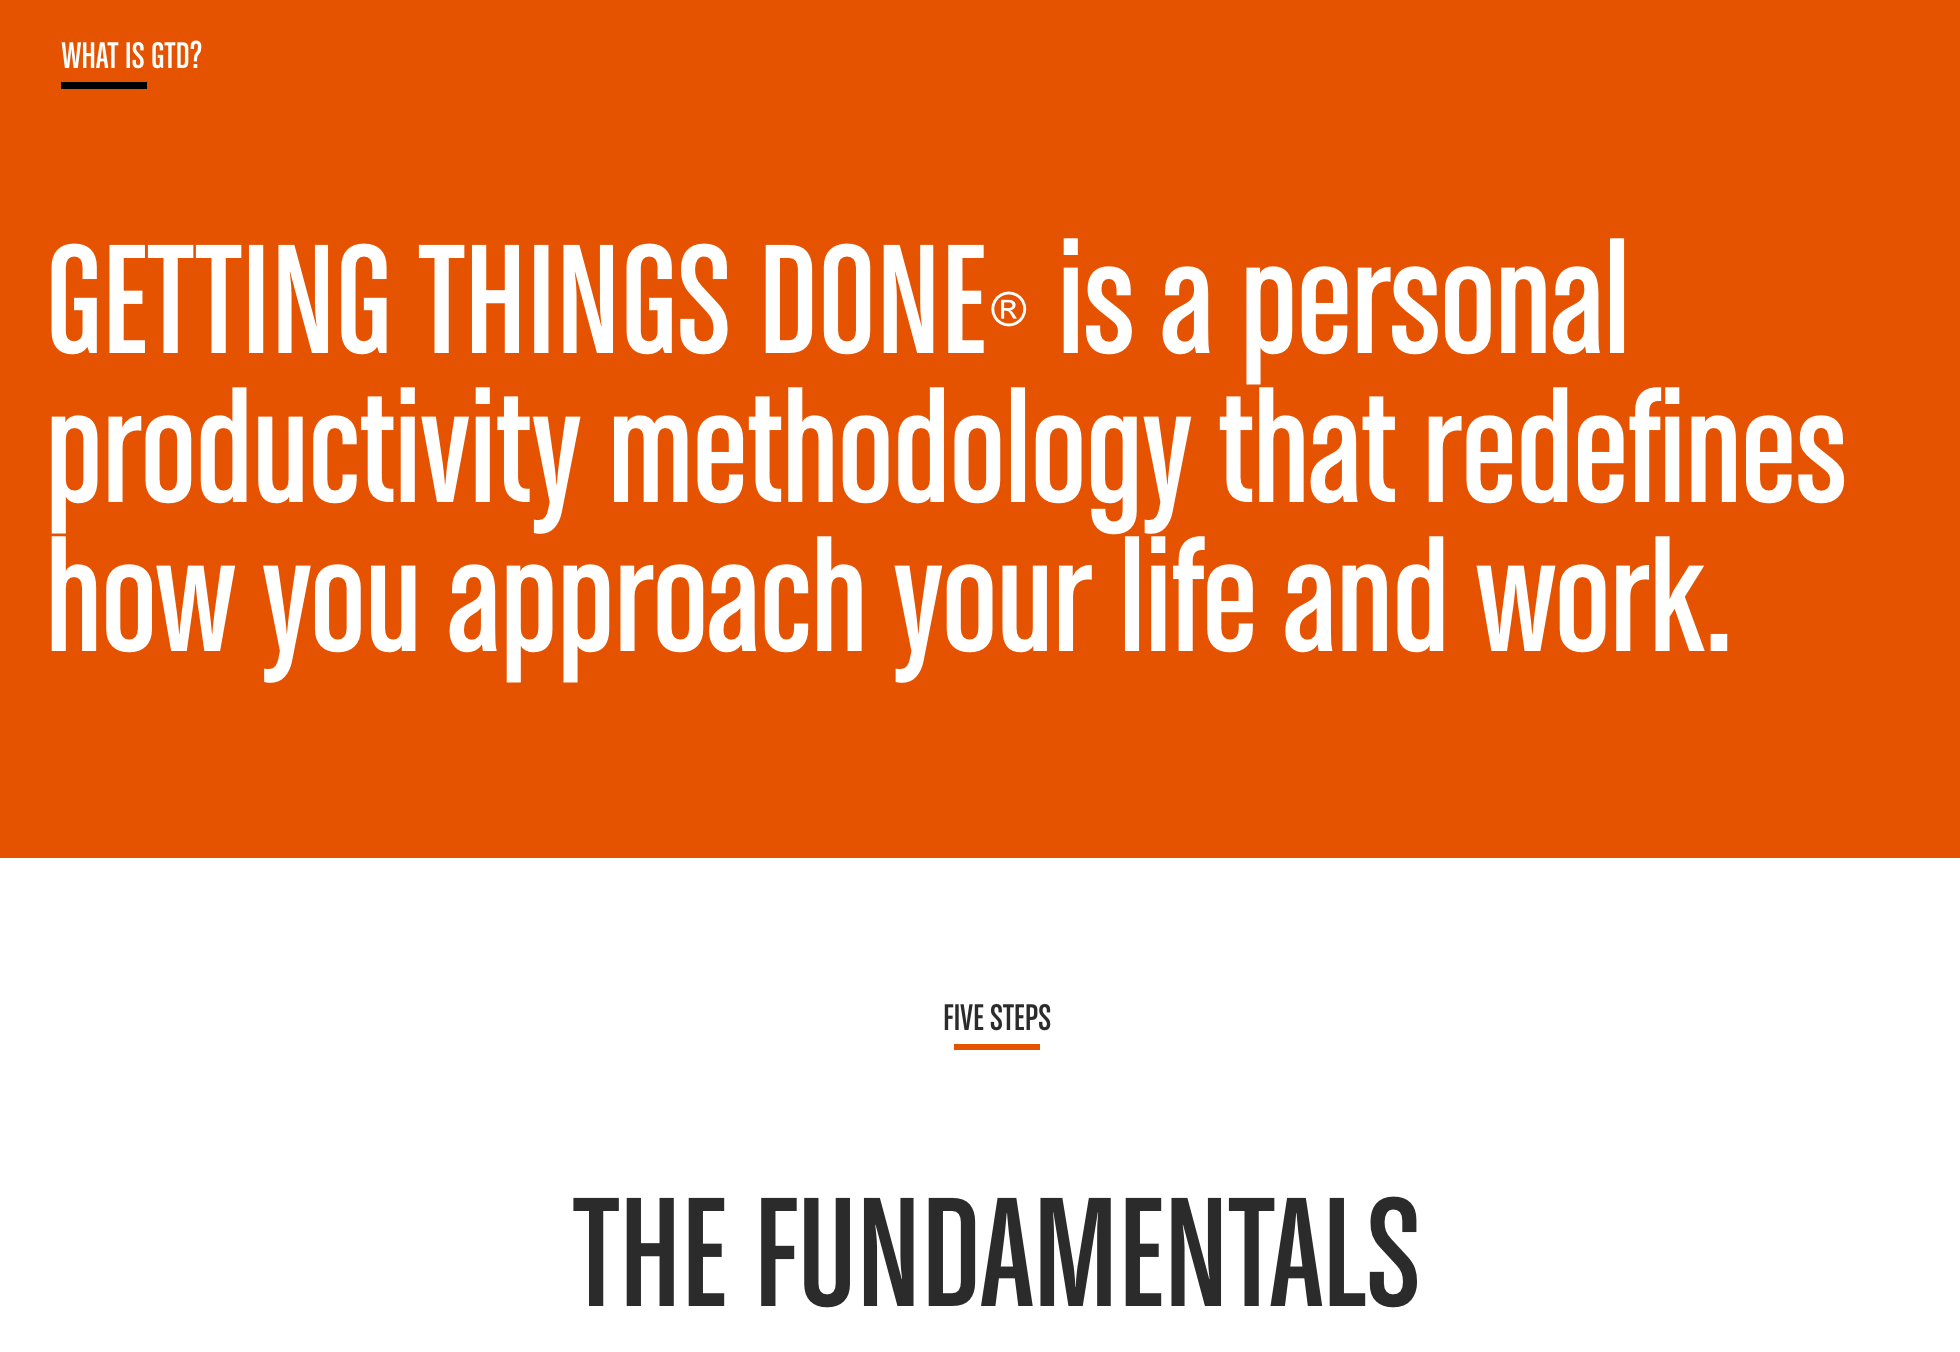 WHAT IS GTD?
GETTING THINGS DONE® is a personal
productivity methodology that redefines
how you approach your life and work.
FIVE STEPS
THE FUNDAMENTALS